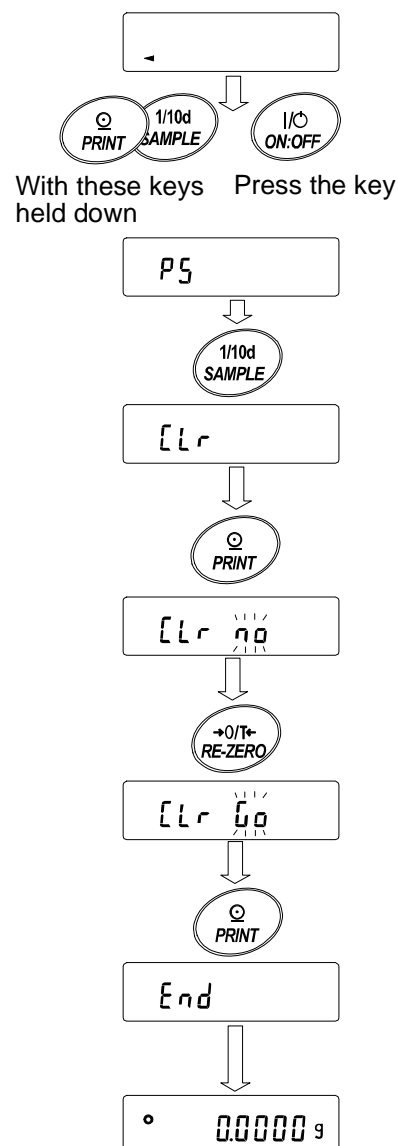 PRINT
1/10d
SAMPLE
I/⏻
ON:OFF
With these keys
held down
Press the key
PS
1/10d
SAMPLE
CLr
PRINT
CLr no
→0/T←
RE-ZERO
CLr Go
PRINT
End
0.0000 g